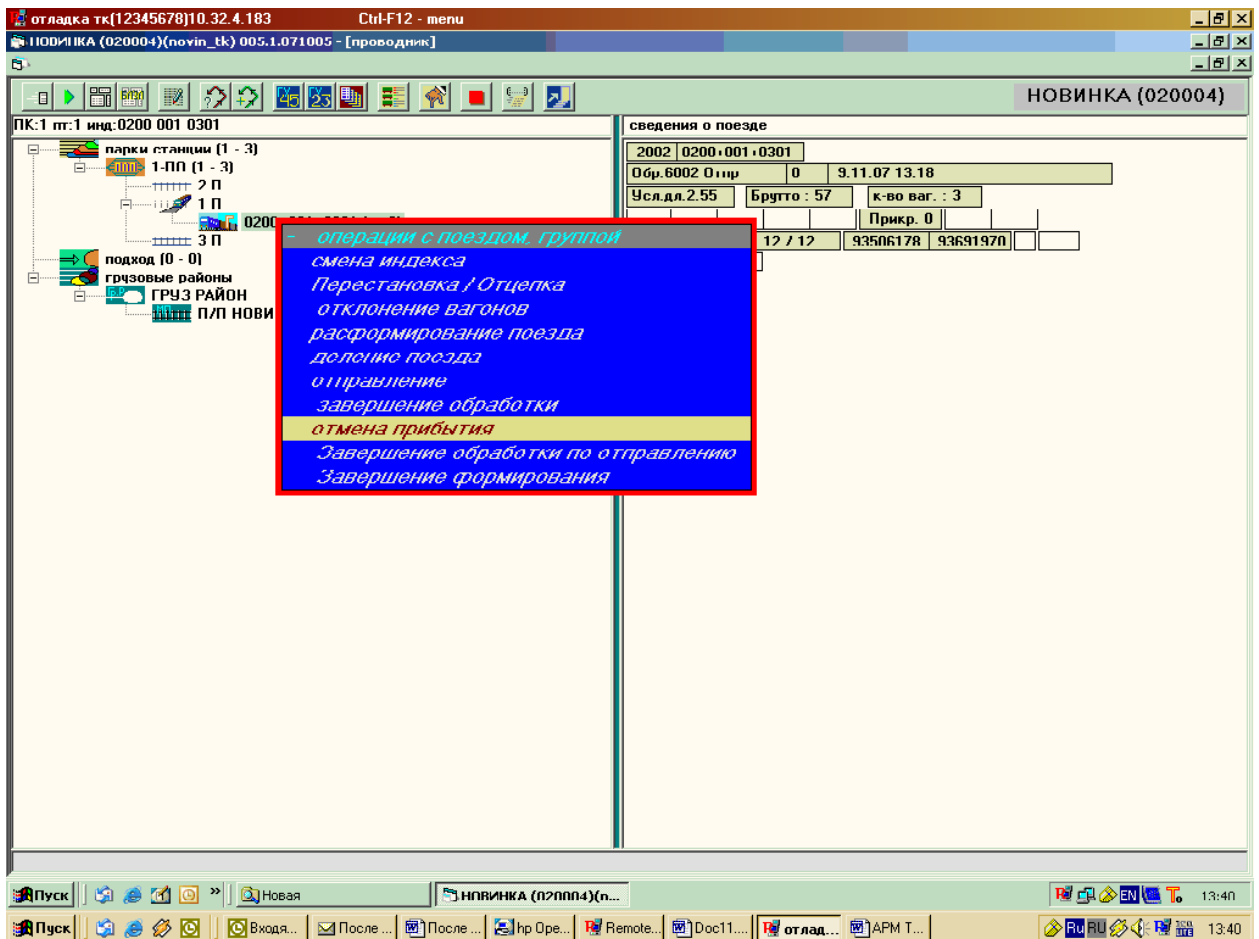 отладка тк(12345678)10.32.4.183 Ctrl-F12 - menu
НОВИНКА (020004)(novin_tk) 005.1.071005 - [проводник]
НОВИНКА (020004)
ПК:1 пт:1 инд:0200 001 0301
сведения о поезде
парки станции (1 - 3)
1-ПП (1 - 3)
2 П
1 П
0200
3 П
подход (0 - 0)
грузовые районы
ГРУЗ РАЙОН
П/П НОВИ
- операции с поездом, группой
смена индекса
Перестановка / Отцепка
отклонение вагонов
расформирование поезда
деление поезда
отправление
завершение обработки
отмена прибытия
Завершение обработки по отправлению
Завершение формирования
2002 0200+001+0301
Обр.6002 Отпр 0 9.11.07 13.18
Усл.дл.2.55 Брутто : 57 к-во ваг. : 3
Прикр. 0
12 / 12 93506178 93691970
Пуск » Новая НОВИНКА (020004)(n... EN 13:40
Пуск Входя... После ... После ... hp Ope... Remote... Doc11.... отлад... АРМ Т... Ru RU 13:40